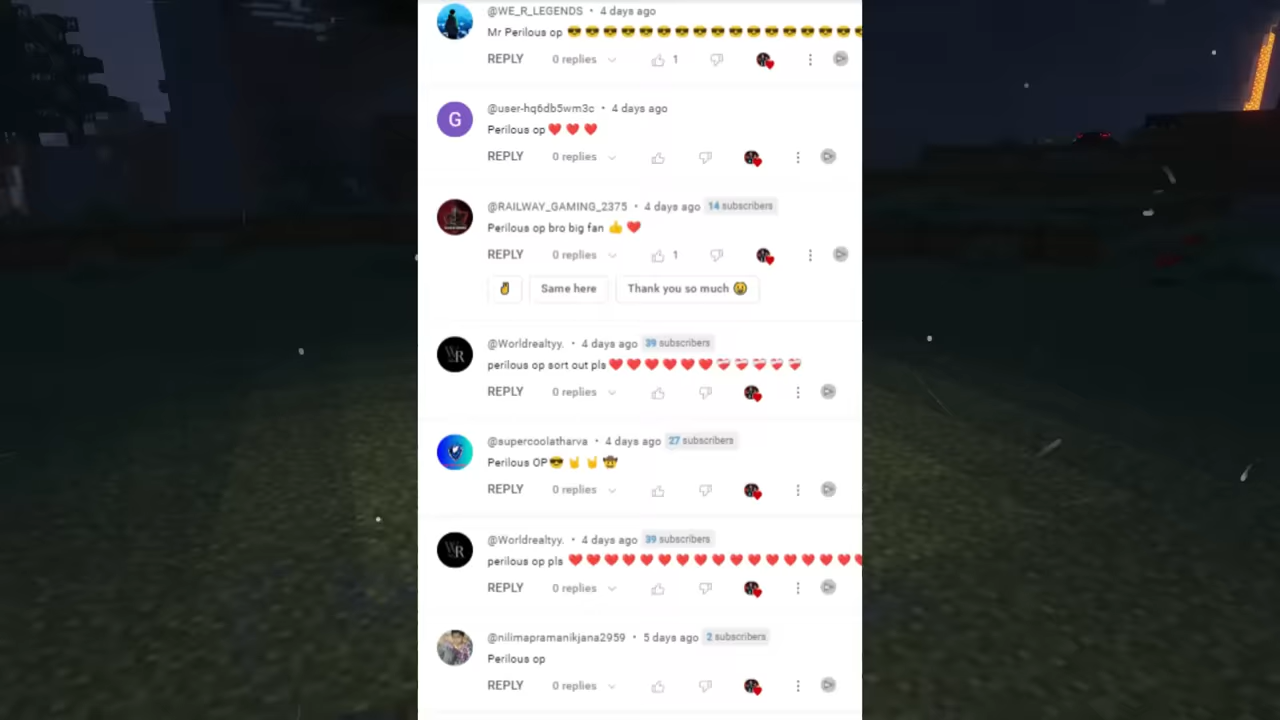 @WE_R_LEGENDS • 4 days ago
Mr Perilous op 😎 😎 😎 😎 😎 😎 😎 😎 😎 😎 😎 😎 😎 😎 😎 😎 😎
REPLY 0 replies 1
G
@user-hq6db5wm3c • 4 days ago
Perilous op❤️ ❤️ ❤️
REPLY 0 replies
@RAILWAY_GAMING_2375 • 4 days ago 14 subscribers
Perilous op bro big fan 👍 ❤️
REPLY 0 replies 1
✌️ Same here Thank you so much 😭
WR
@Worldrealtyy. • 4 days ago 39 subscribers
perilous op sort out pls❤️ ❤️ ❤️ ❤️ ❤️ ❤️ ❤️‍🩹 ❤️‍🩹 ❤️‍🩹 ❤️‍🩹 ❤️‍🩹
REPLY 0 replies
@supercoolatharva • 4 days ago 27 subscribers
Perilous OP😎 🤘 🤘 🤠
REPLY 0 replies
WR
@Worldrealtyy. • 4 days ago 39 subscribers
perilous op pls ❤️ ❤️ ❤️ ❤️ ❤️ ❤️ ❤️ ❤️ ❤️ ❤️ ❤️ ❤️ ❤️ ❤️ ❤️ ❤️ ❤️
REPLY 0 replies
@nilimapramanikjana2959 • 5 days ago 2 subscribers
Perilous op
REPLY 0 replies